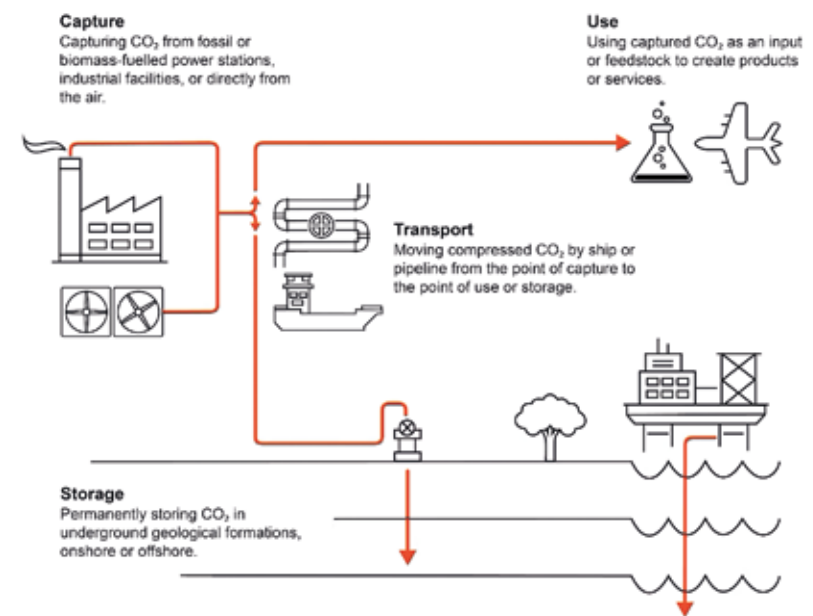 Capture
Capturing CO₂ from fossil or
biomass-fuelled power stations,
industrial facilities, or directly from
the air.
Use
Using captured CO₂ as an input
or feedstock to create products
or services.
Transport
Moving compressed CO₂ by ship or
pipeline from the point of capture to
the point of use or storage.
Storage
Permanently storing CO₂ in
underground geological formations,
onshore or offshore.